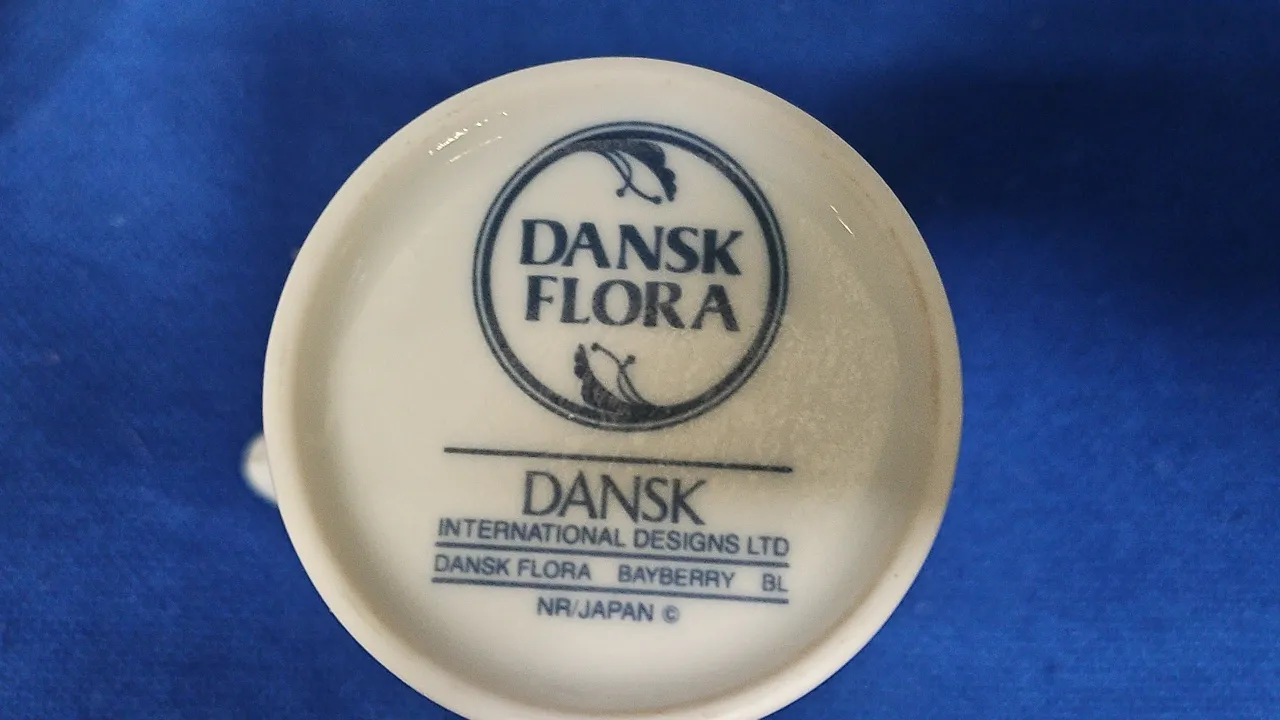 DANSK
FLORA
DANSK
INTERNATIONAL DESIGNS LTD
DANSK FLORA BAYBERRY BL
NR/JAPAN ©